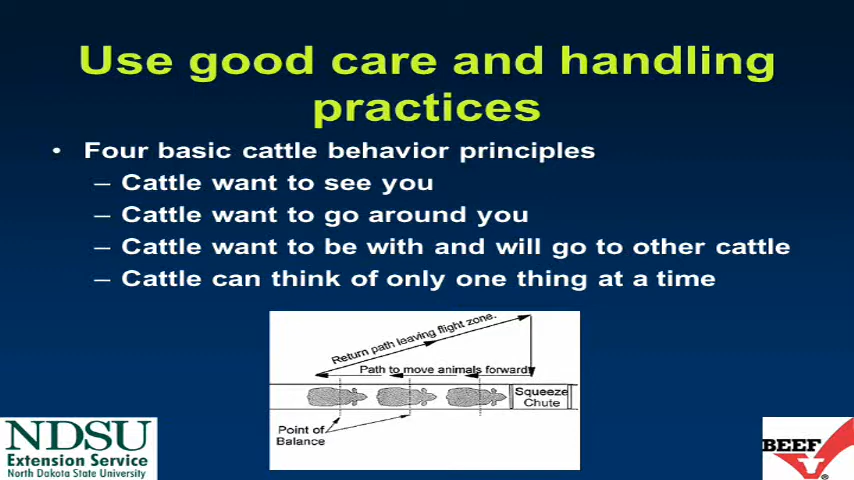 Use good care and handling
practices
• Four basic cattle behavior principles
– Cattle want to see you
– Cattle want to go around you
– Cattle want to be with and will go to other cattle
– Cattle can think of only one thing at a time
Return path leaving flight zone.
Path to move animals forward
Squeeze
Chute
Point of
Balance
NDSU
Extension Service
North Dakota State University
BEEF
®